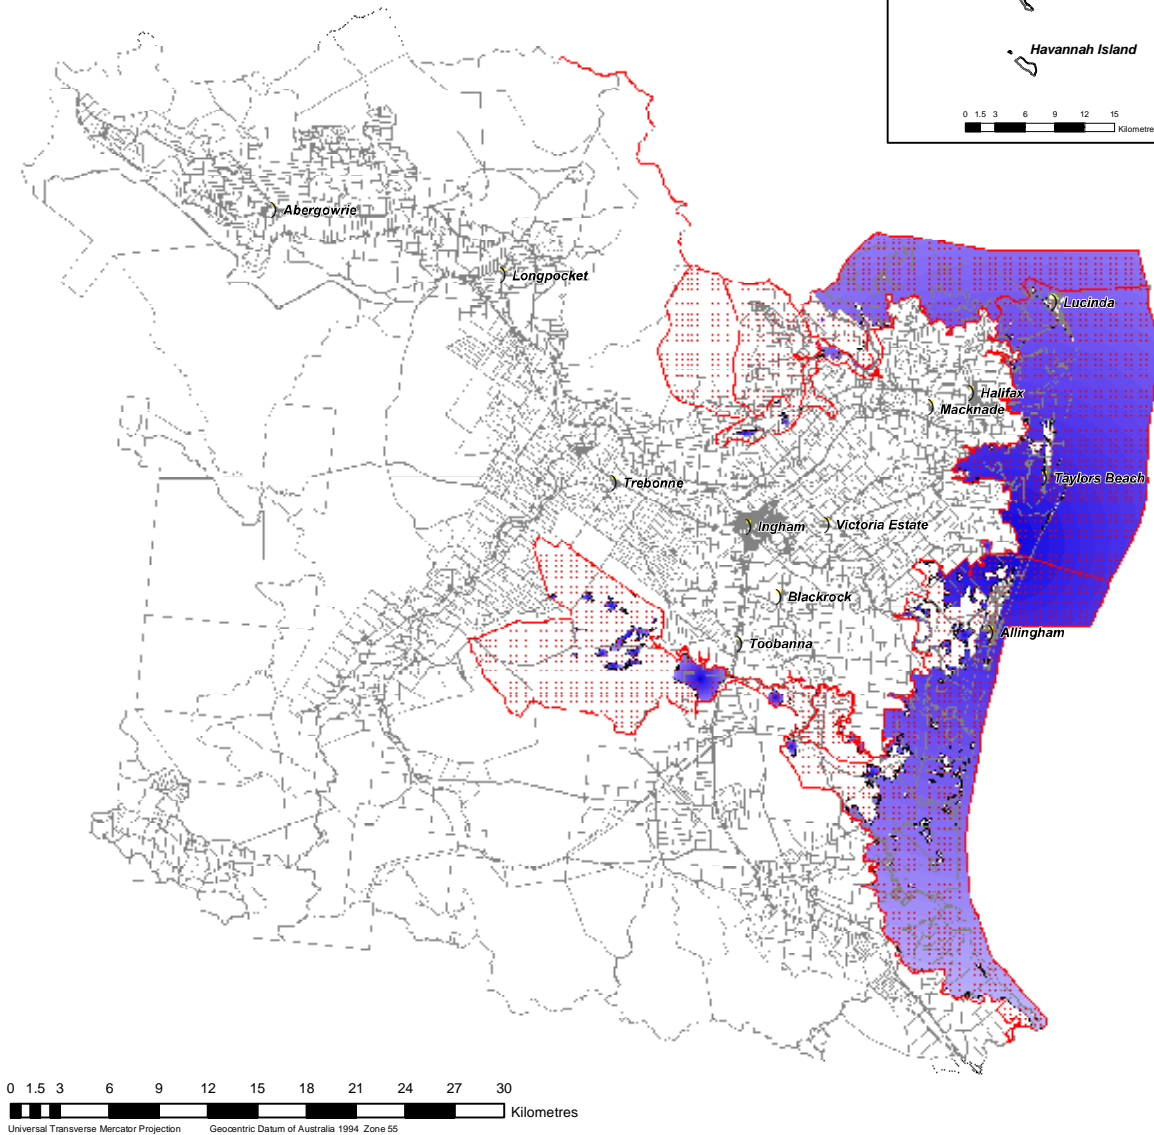 Havannah Island
0 1.5 3 6 9 12 15
Kilometre
Abergowrie
Longpocket
Lucinda
Halifax
Macknade
Taylors Beach
Trebonne
Ingham
Victoria Estate
Blackrock
Allingham
Toobanna
0 1.5 3 6 9 12 15 18 21 24 27 30
Kilometres
Universal Transverse Mercator Projection Geocentric Datum of Australia 1994 Zone 55